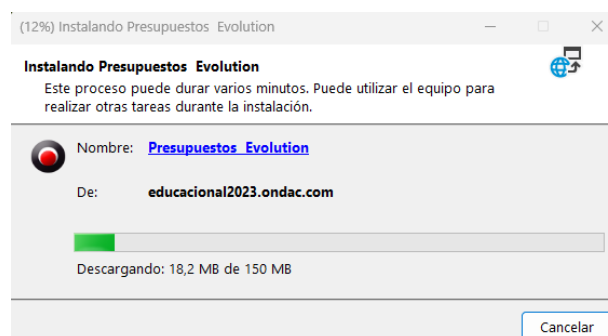 (12%) Instalando Presupuestos Evolution
Instalando Presupuestos Evolution
Este proceso puede durar varios minutos. Puede utilizar el equipo para
realizar otras tareas durante la instalación.
Nombre: Presupuestos Evolution
De: educacional2023.ondac.com
Descargando: 18,2 MB de 150 MB
Cancelar